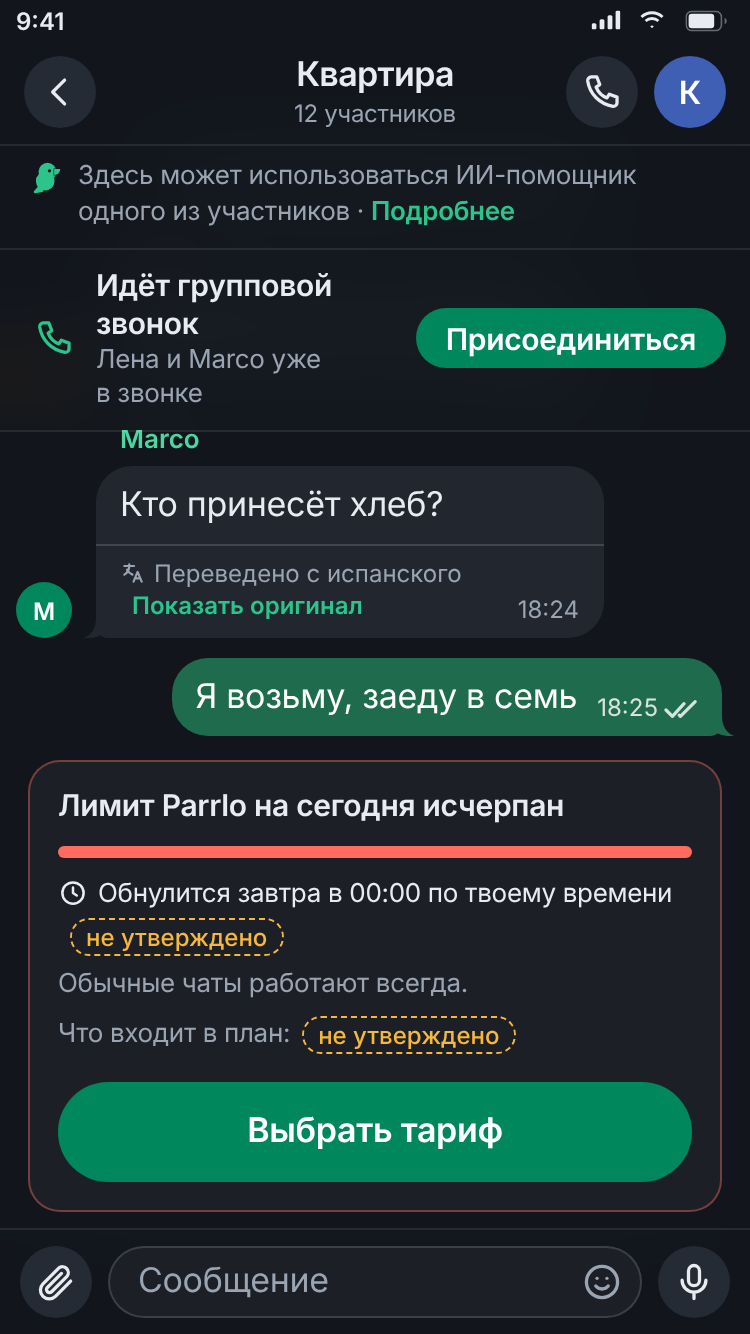 9:41
Квартира
12 участников
К
Здесь может использоваться ИИ-помощник
одного из участников · Подробнее
Идёт групповой
звонок
Лена и Marco уже
в звонке
Присоединиться
Marco
Кто принесёт хлеб?
Переведено с испанского
Показать оригинал
18:24
М
Я возьму, заеду в семь
18:25
Лимит Parrlo на сегодня исчерпан
Обнулится завтра в 00:00 по твоему времени
не утверждено
Обычные чаты работают всегда.
Что входит в план: не утверждено
Выбрать тариф
Сообщение